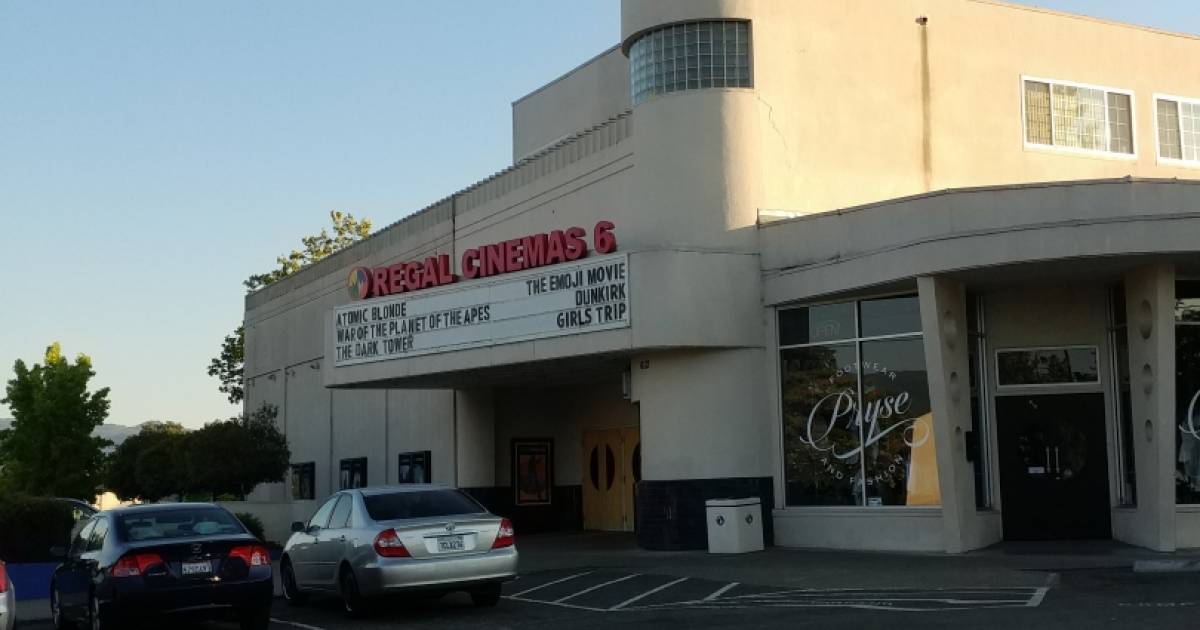 REGAL CINEMAS 6
ATOMIC BLONDE
WAR OF THE PLANET OF THE APES
THE DARK TOWER
THE EMOJI MOVIE
DUNKIRK
GIRLS TRIP
FOOTWEAR
Pryse
AND FASHION